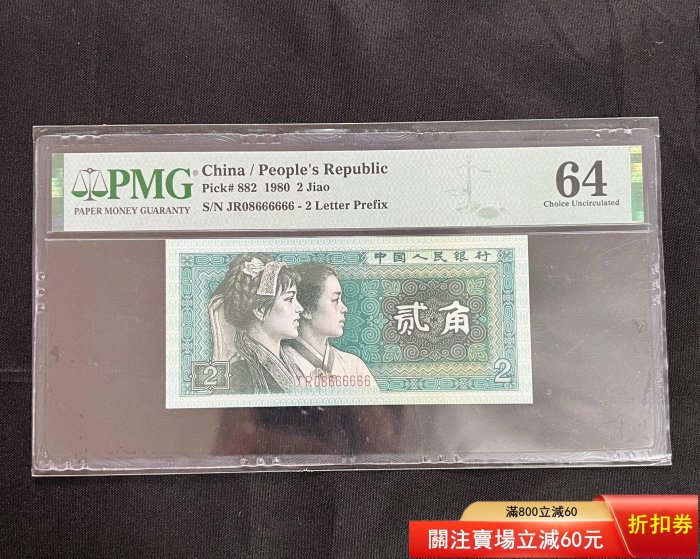 PMG
PAPER MONEY GUARANTY
China / People's Republic
Pick# 882 1980 2 Jiao
S/N JR08666666 - 2 Letter Prefix
64
Choice Uncirculated
中国人民银行
贰角
2
JR08666666
2
滿800立減60
關注賣場立減60元
折扣券